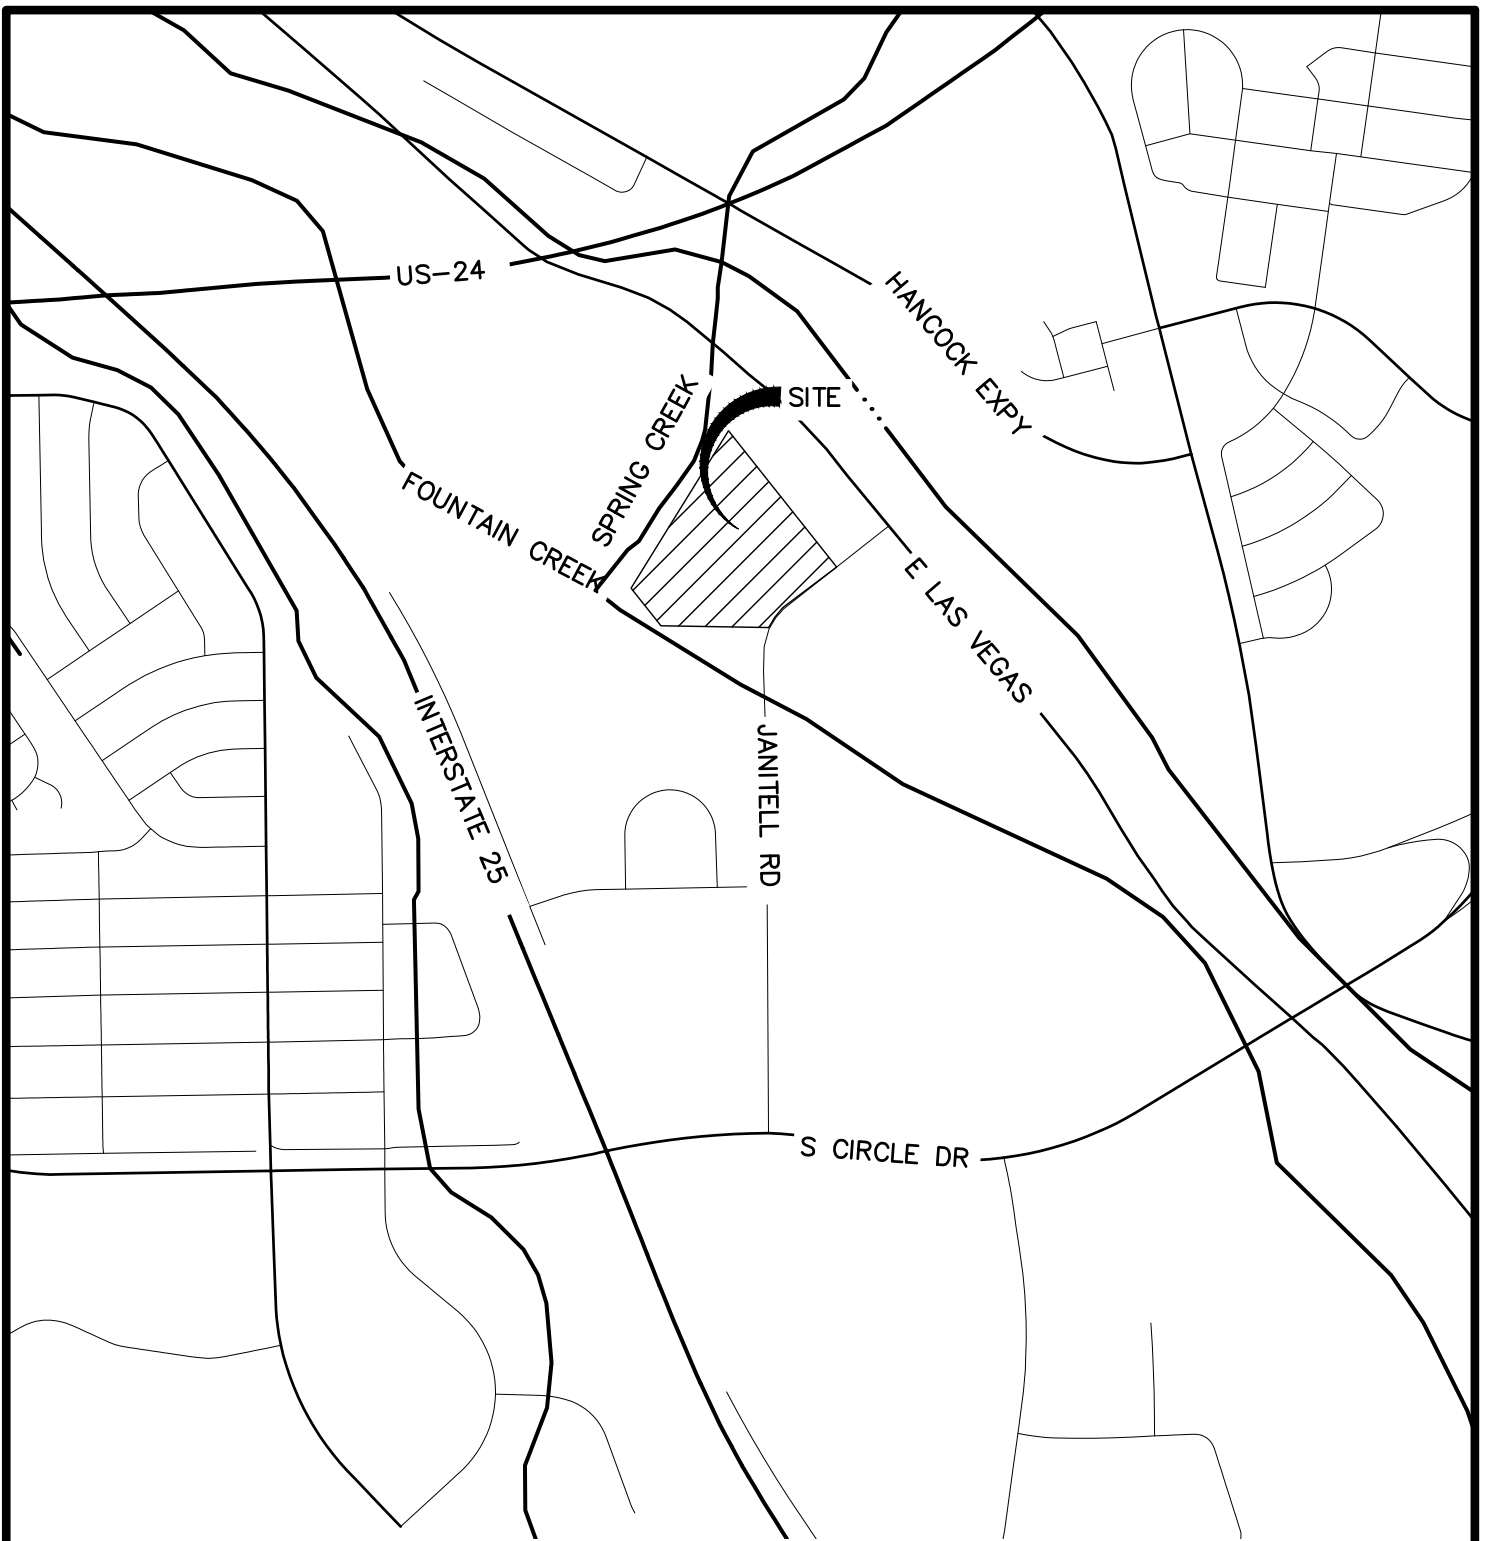 US-24
HANCOCK EXPY
SITE
SPRING CREEK
FOUNTAIN CREEK
E LAS VEGAS
INTERSTATE 25
JANITELL RD
S CIRCLE DR